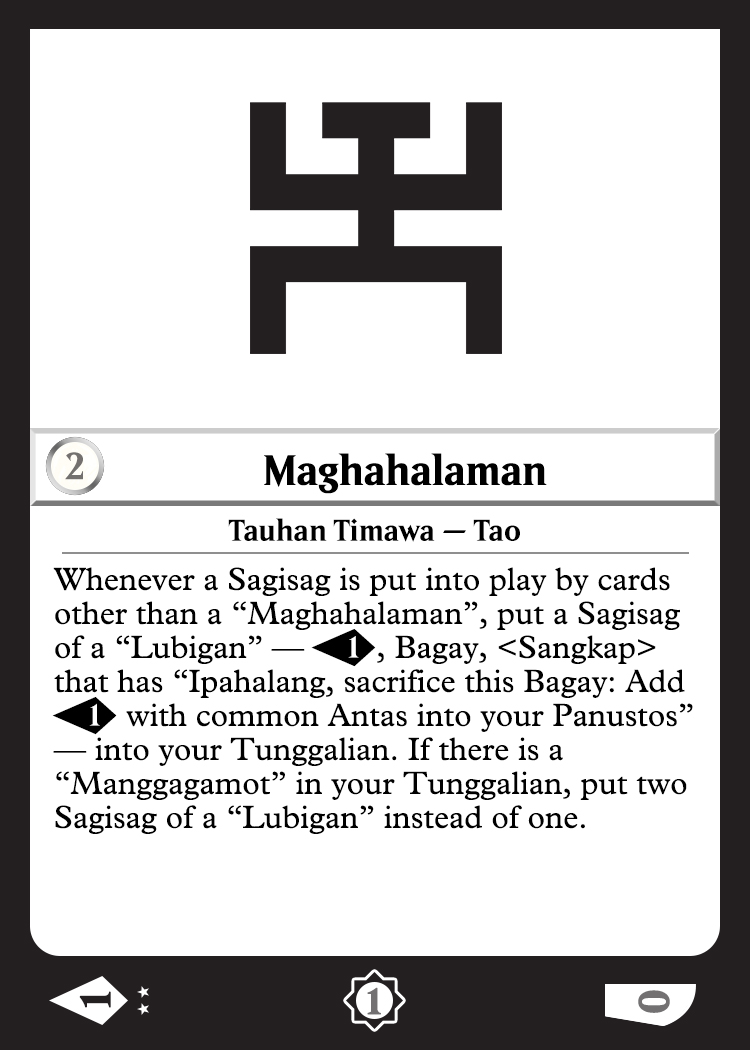 2
Maghahalaman
Tauhan Timawa — Tao
Whenever a Sagisag is put into play by cards
other than a “Maghahalaman”, put a Sagisag
of a “Lubigan” — 1, Bagay, <Sangkap>
that has “Ipahalang, sacrifice this Bagay: Add
1 with common Antas into your Panustos”
— into your Tunggalian. If there is a
“Manggagamot” in your Tunggalian, put two
Sagisag of a “Lubigan” instead of one.
1
1
0